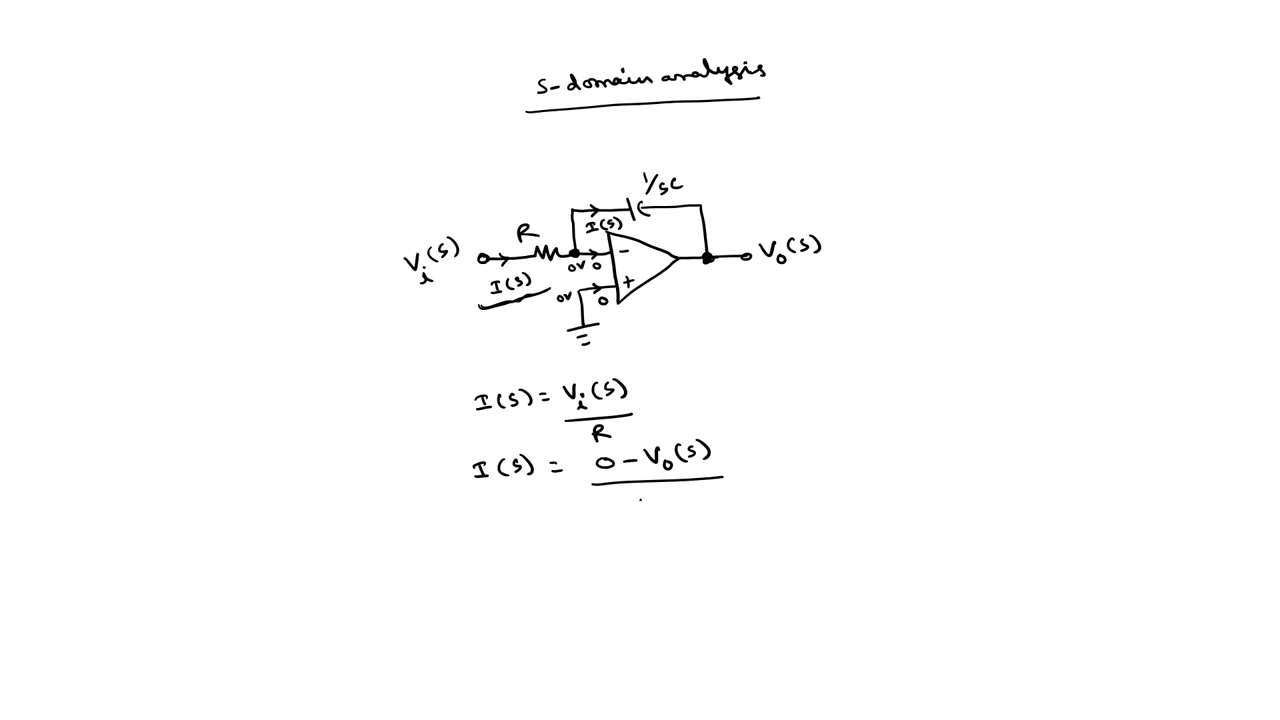 s-domain analysis
1/sC
R
I(s)
Vi(s)
-
Vo(s)
0V 0
I(s)
0V
0
+
I(s) = Vi(s)
R
I(s) = 0 - Vo(s)